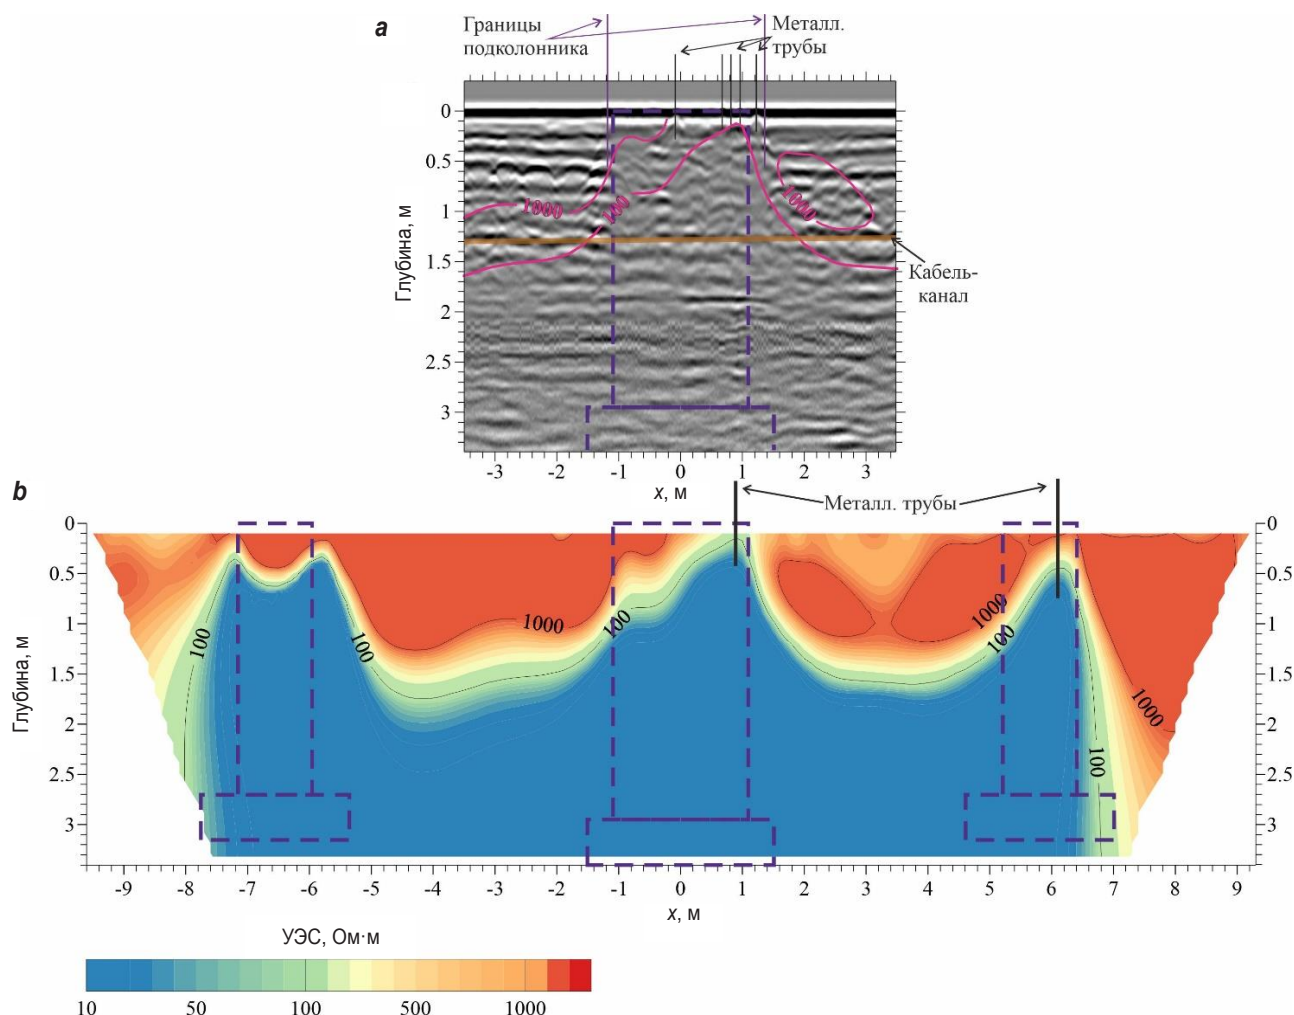 a
Границы
подколонника
Металл.
трубы
0
0.5
1
1.5
2
2.5
3
Глубина, м
1000
100
1000
Кабель-
канал
-3 -2 -1 0 1 2 3
x, м
b
Металл. трубы
0
0.5
1
1.5
2
2.5
3
Глубина, м
100
100
1000
100
1000
100
1000
100
0
0.5
1
1.5
2
2.5
3
-9 -8 -7 -6 -5 -4 -3 -2 -1 0 1 2 3 4 5 6 7 8 9
x, м
УЭС, Ом·м
10 50 100 500 1000